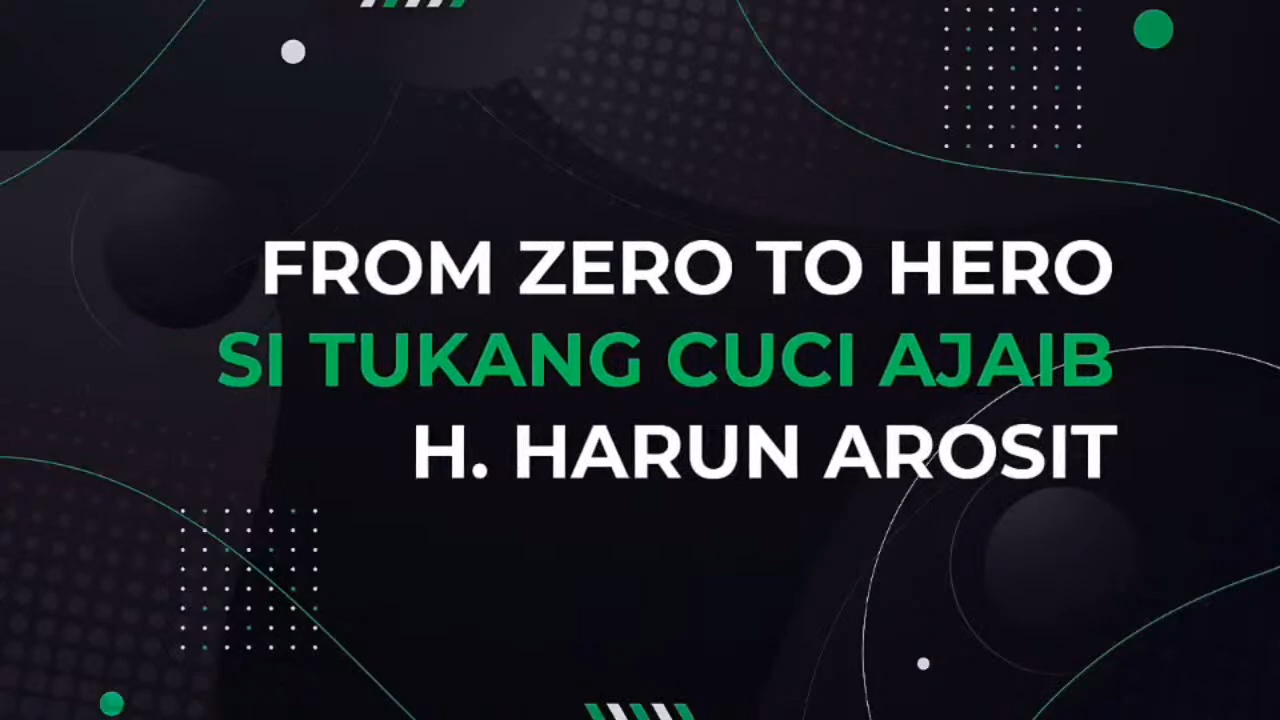 FROM ZERO TO HERO
SI TUKANG CUCI AJAIB
H. HARUN AROSIT